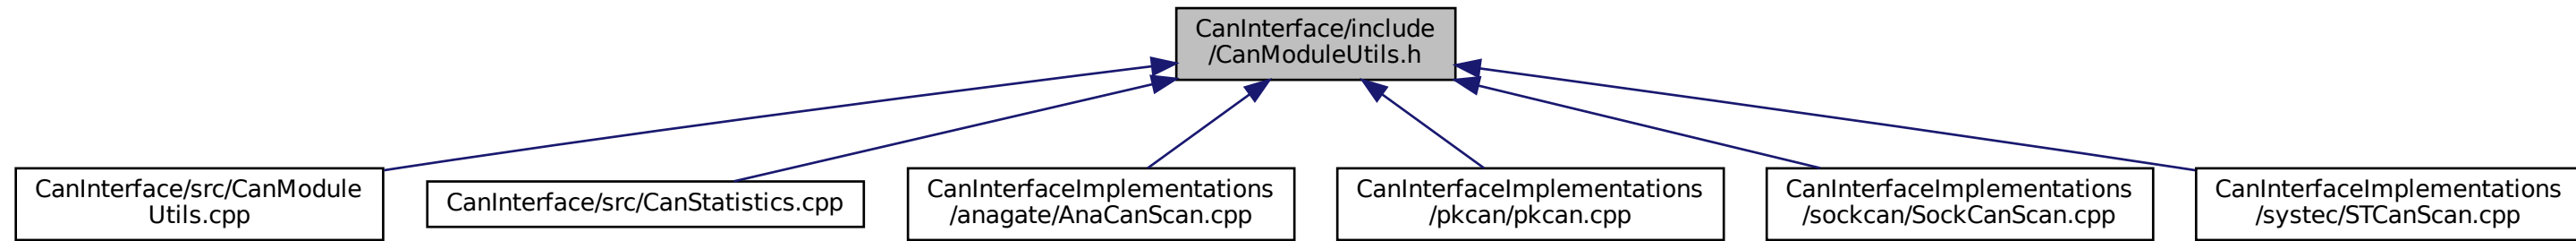 CanInterface/include
/CanModuleUtils.h
CanInterface/src/CanModule
Utils.cpp
CanInterface/src/CanStatistics.cpp
CanInterfaceImplementations
/anagate/AnaCanScan.cpp
CanInterfaceImplementations
/pkcan/pkcan.cpp
CanInterfaceImplementations
/sockcan/SockCanScan.cpp
CanInterfaceImplementations
/systec/STCanScan.cpp